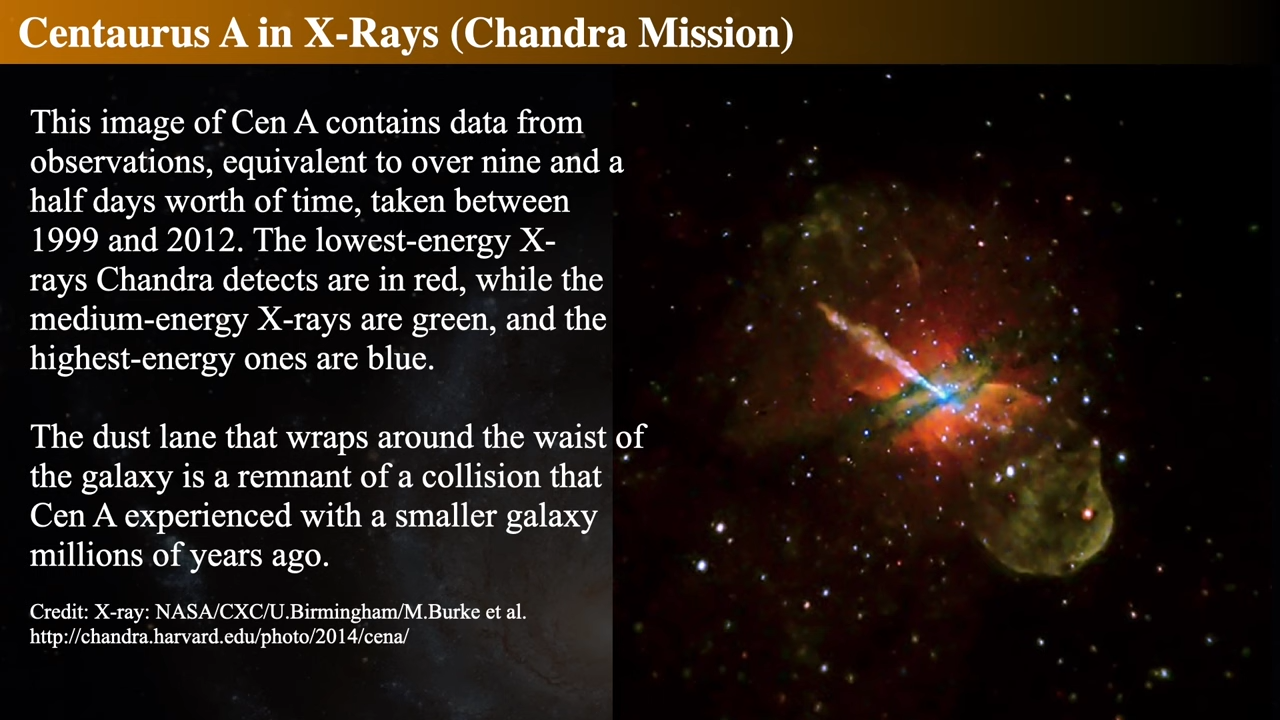 Centaurus A in X-Rays (Chandra Mission)
This image of Cen A contains data from
observations, equivalent to over nine and a
half days worth of time, taken between
1999 and 2012. The lowest-energy X-
rays Chandra detects are in red, while the
medium-energy X-rays are green, and the
highest-energy ones are blue.
The dust lane that wraps around the waist of
the galaxy is a remnant of a collision that
Cen A experienced with a smaller galaxy
millions of years ago.
Credit: X-ray: NASA/CXC/U.Birmingham/M.Burke et al.
http://chandra.harvard.edu/photo/2014/cena/